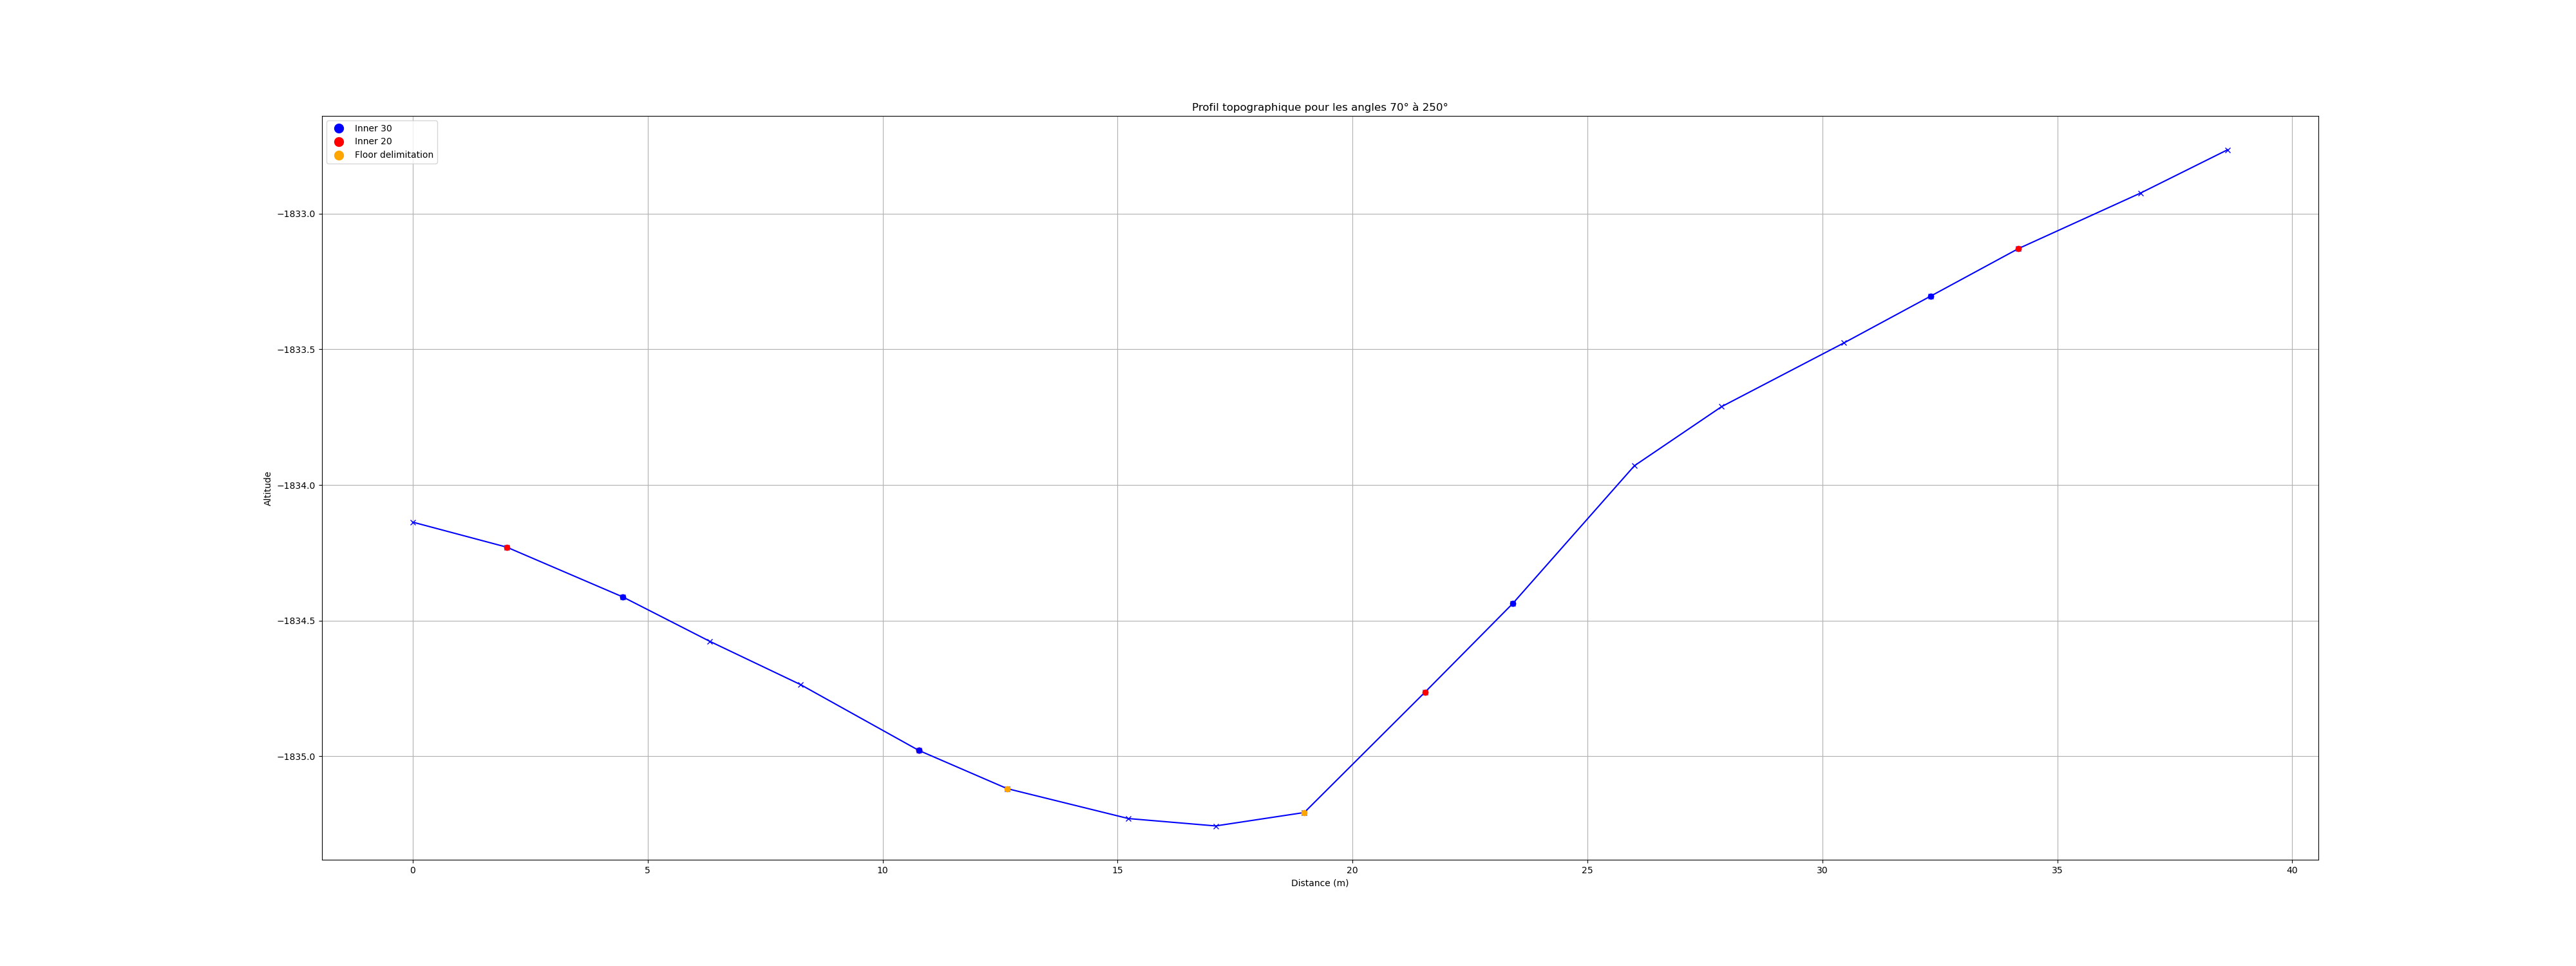 Profil topographique pour les angles 70° à 250°
Inner 30
Inner 20
Floor delimitation
−1833.0
−1833.5
−1834.0
−1834.5
−1835.0
Altitude
0 5 10 15 20 25 30 35 40
Distance (m)